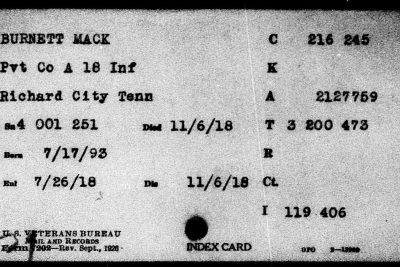 BURNETT MACK C 216 245
Pvt Co A 18 Inf K
Richard City Tenn A 2127759
Sn 4 001 251 Died 11/6/18 T 3 200 473
Born 7/17/93 R
Enl 7/26/18 Dis 11/6/18 Ct.
I 119 406
U. S. VETERANS BUREAU
MAIL AND RECORDS
Form 7202—Rev. Sept., 1926 INDEX CARD GPO